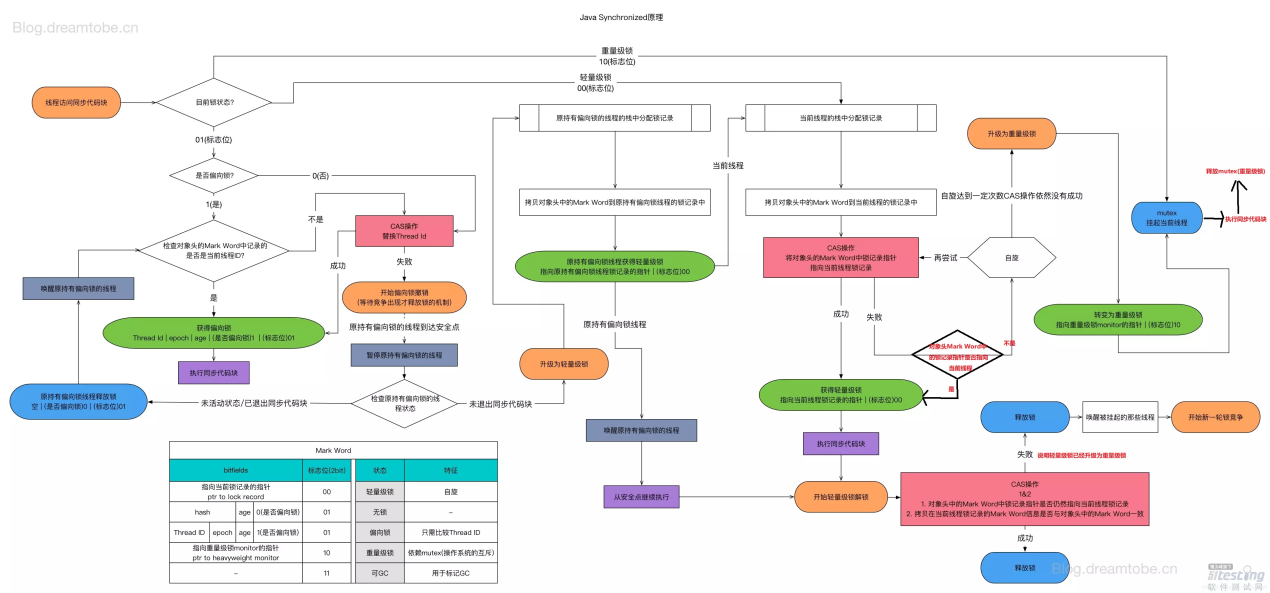 Java Synchronized原理
Blog.dreamtobe.cn
重量级锁
10(标志位)
轻量级锁
00(标志位)
线程访问同步代码块
目前锁状态?
01(标志位)
是否偏向锁?
0(否)
1(是)
不是
检查对象头的Mark Word中记录的
是否是当前线程ID?
CAS操作
替换Thread Id
成功
失败
是
唤醒原持有偏向锁的线程
开始偏向锁撤销
(等待竞争出现才释放锁的机制)
原持有偏向锁的线程到达安全点
获得偏向锁
Thread Id | epoch | age | (是否偏向锁)1 | (标志位)01
暂停原持有偏向锁的线程
执行同步代码块
原持有偏向锁线程释放锁
空 | (是否偏向锁)0 | (标志位)01
未活动状态/已退出同步代码块
检查原持有偏向锁的线
程状态
未退出同步代码块
升级为轻量级锁
原持有偏向锁的线程的栈中分配锁记录
拷贝对象头中的Mark Word到原持有偏向锁线程的锁记录中
原持有偏向锁线程获得轻量级锁
指向原持有偏向锁线程锁记录的指针 | (标志位)00
原持有偏向锁线程
唤醒原持有偏向锁的线程
从安全点继续执行
当前线程
当前线程的栈中分配锁记录
拷贝对象头中的Mark Word到当前线程的锁记录中
CAS操作
将对象头的Mark Word中锁记录指针
指向当前线程锁记录
成功
失败
再尝试
自旋
自旋达到一定次数CAS操作依然没有成功
升级为重量级锁
对象头Mark Word中
的锁记录指针是否指向
当前线程
不是
是
获得轻量级锁
指向当前线程锁记录的指针 | (标志位)00
执行同步代码块
开始轻量级锁解锁
转变为重量级锁
指向重量级锁monitor的指针 | (标志位)10
mutex
挂起当前线程
执行同步代码块
释放mutex(重量级锁)
释放锁
唤醒被挂起的那些线程
开始新一轮锁竞争
失败
说明轻量级锁已经升级为重量级锁
CAS操作
1&2
1. 对象头中的Mark Word中锁记录指针是否仍然指向当前线程锁记录
2. 拷贝在当前线程锁记录的Mark Word信息是否与对象头中的Mark Word一致
成功
释放锁
Mark Word
bitfields 标志位(2bit) 状态 特征
指向当前锁记录的指针
ptr to lock record 00 轻量级锁 自旋
hash age 0(是否偏向锁) 01 无锁 –
Thread ID epoch age 1(是否偏向锁) 01 偏向锁 只需比较Thread ID
指向重量级锁monitor的指针
ptr to heavyweight monitor 10 重量级锁 依赖mutex(操作系统的互斥)
– 11 可GC 用于标记GC
Blog.dreamtobe.cn
testing
软件测试网